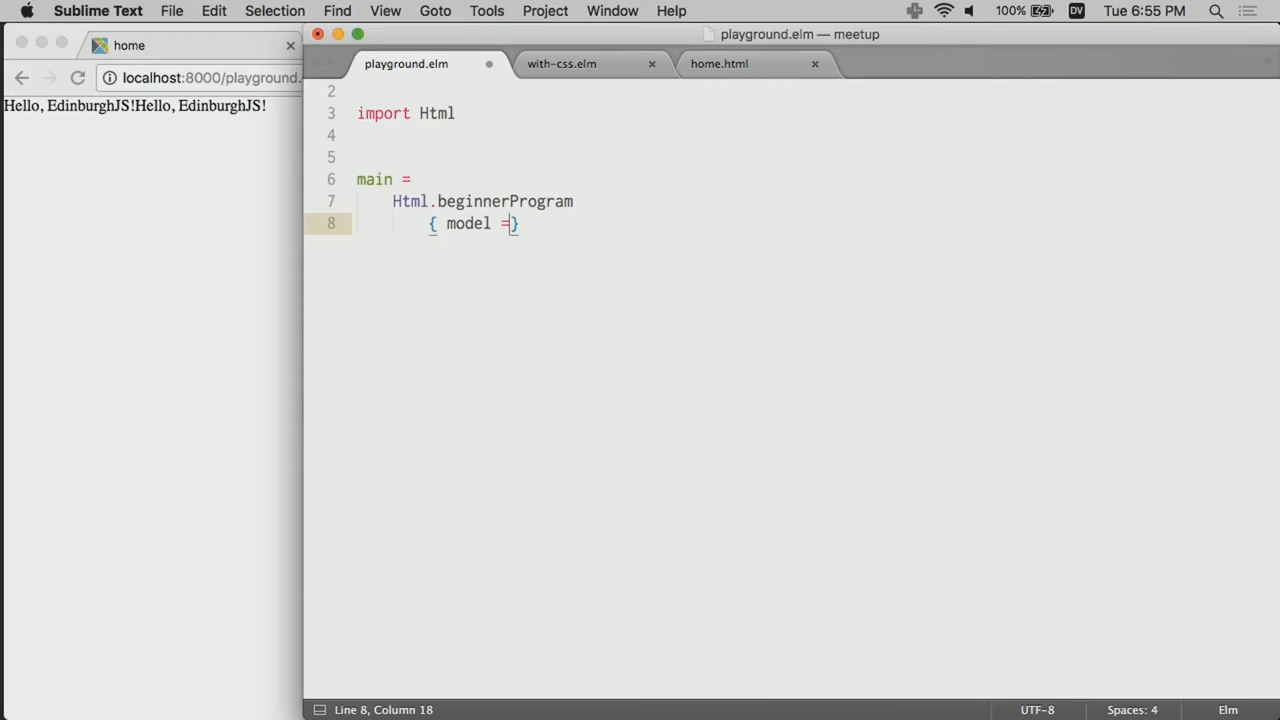 Sublime Text File Edit Selection Find View Goto Tools Project Window Help 100% DV Tue 6:55 PM
home
localhost:8000/playground.
Hello, EdinburghJS!Hello, EdinburghJS!
playground.elm — meetup
playground.elm with-css.elm home.html
2
3 import Html
4
5
6 main =
7 Html.beginnerProgram
8 { model =}
Line 8, Column 18 UTF-8 Spaces: 4 Elm